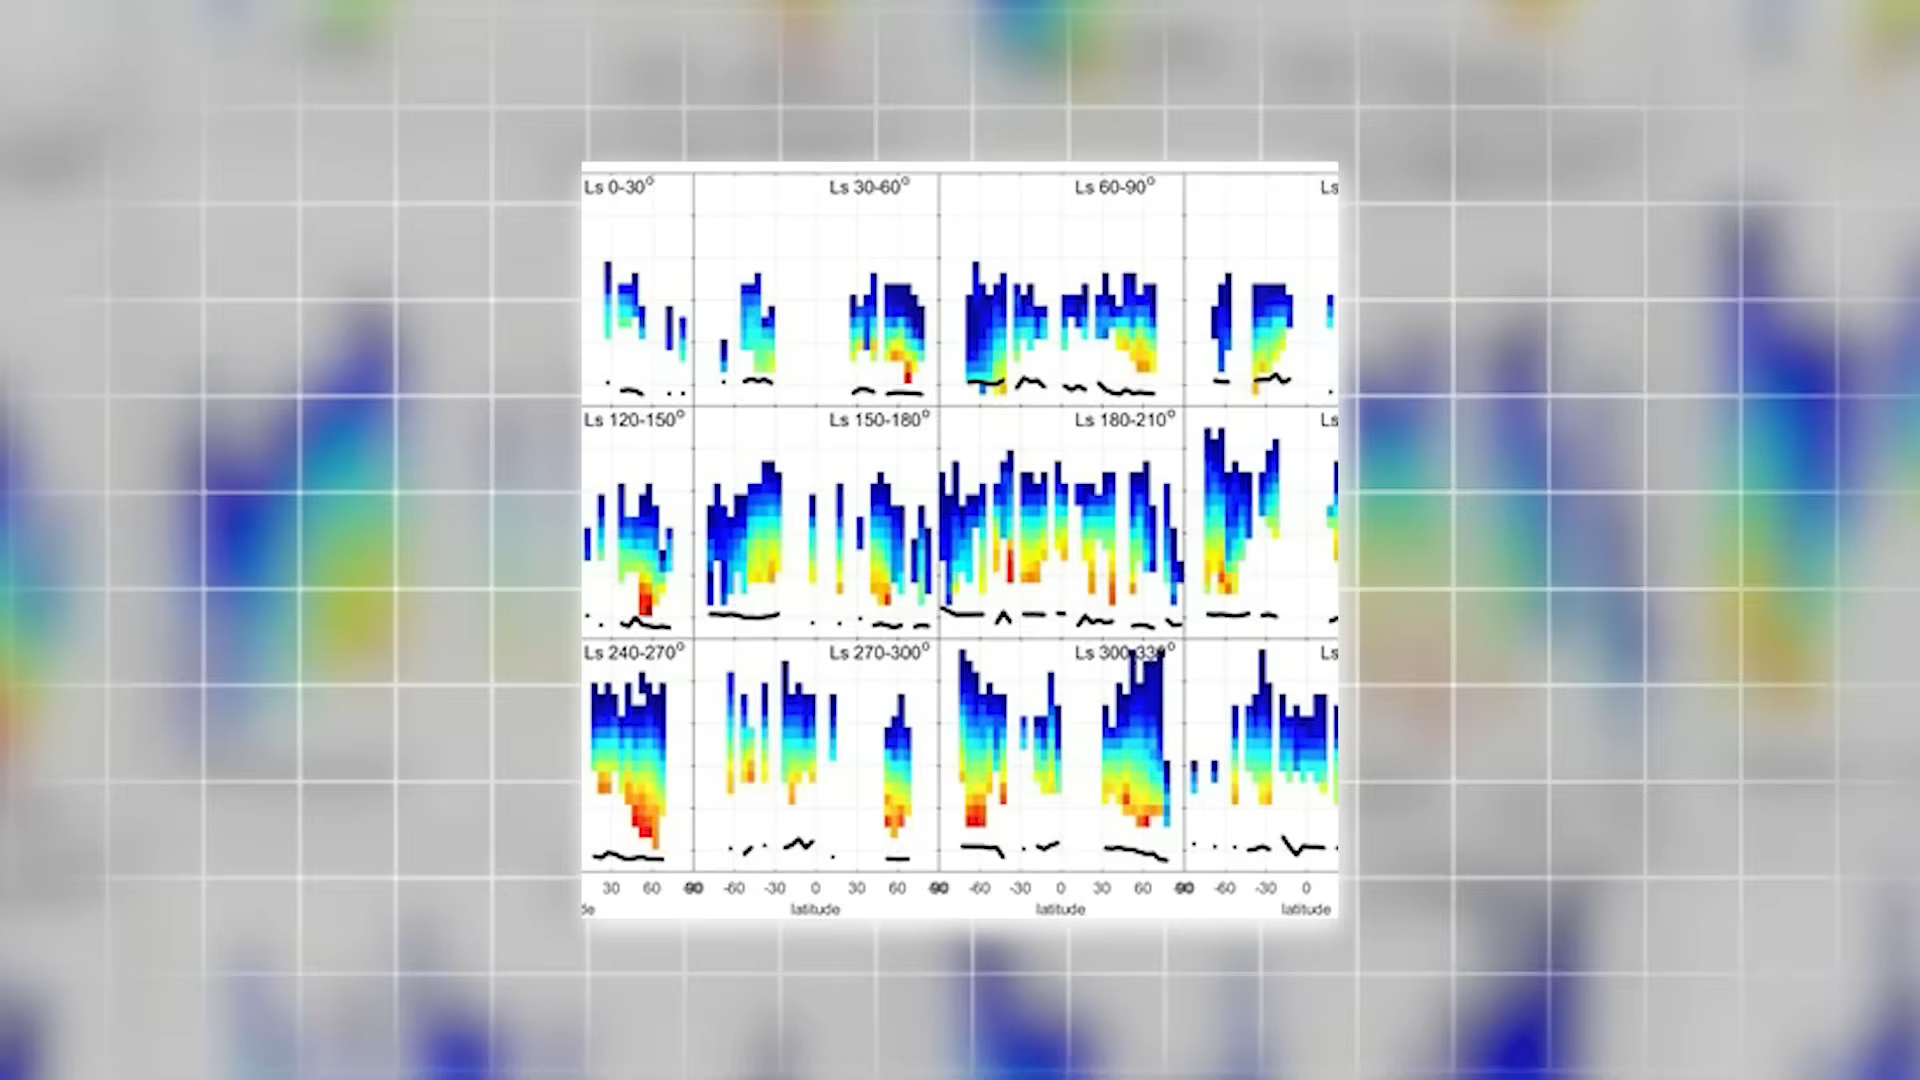 Ls 0-30° Ls 30-60° Ls 60-90° Ls
Ls 120-150° Ls 150-180° Ls 180-210° Ls
Ls 240-270° Ls 270-300° Ls 300-330° Ls
30 60 90 -60 -30 0 30 60 90 -60 -30 0 30 60 90 -60 -30 0
de latitude latitude latitude